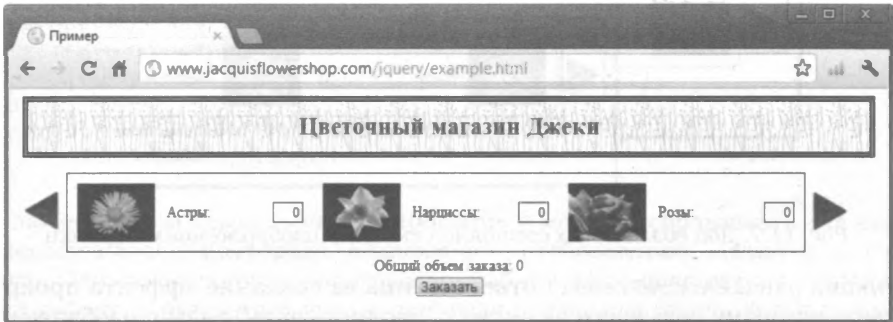 Пример
www.jacquisflowershop.com/jquery/example.html
Цветочный магазин Джеки
Астры: 0 Нарциссы: 0 Розы: 0
Общий объем заказа: 0
Заказать